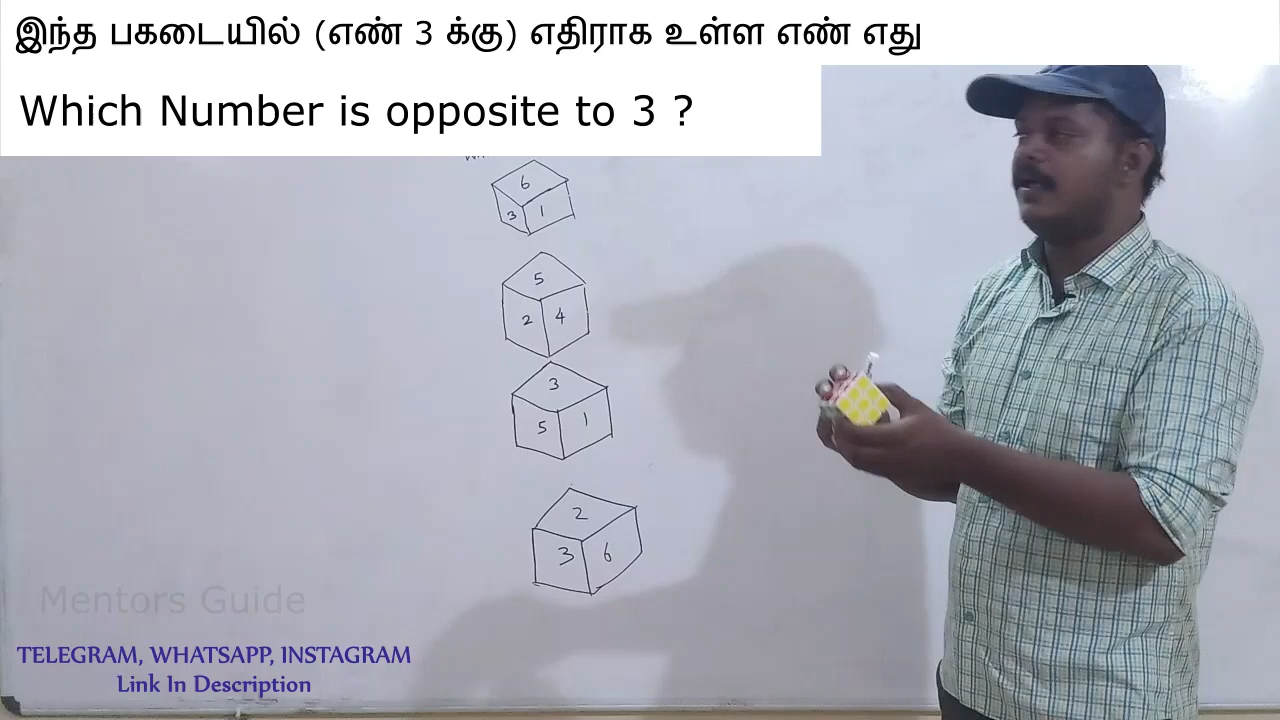 இந்த பகடையில் (எண் 3 க்கு) எதிராக உள்ள எண் எது
Which Number is opposite to 3 ?
6
3 1
5
2 4
3
5 1
2
3 6
Mentors Guide
TELEGRAM, WHATSAPP, INSTAGRAM
Link In Description